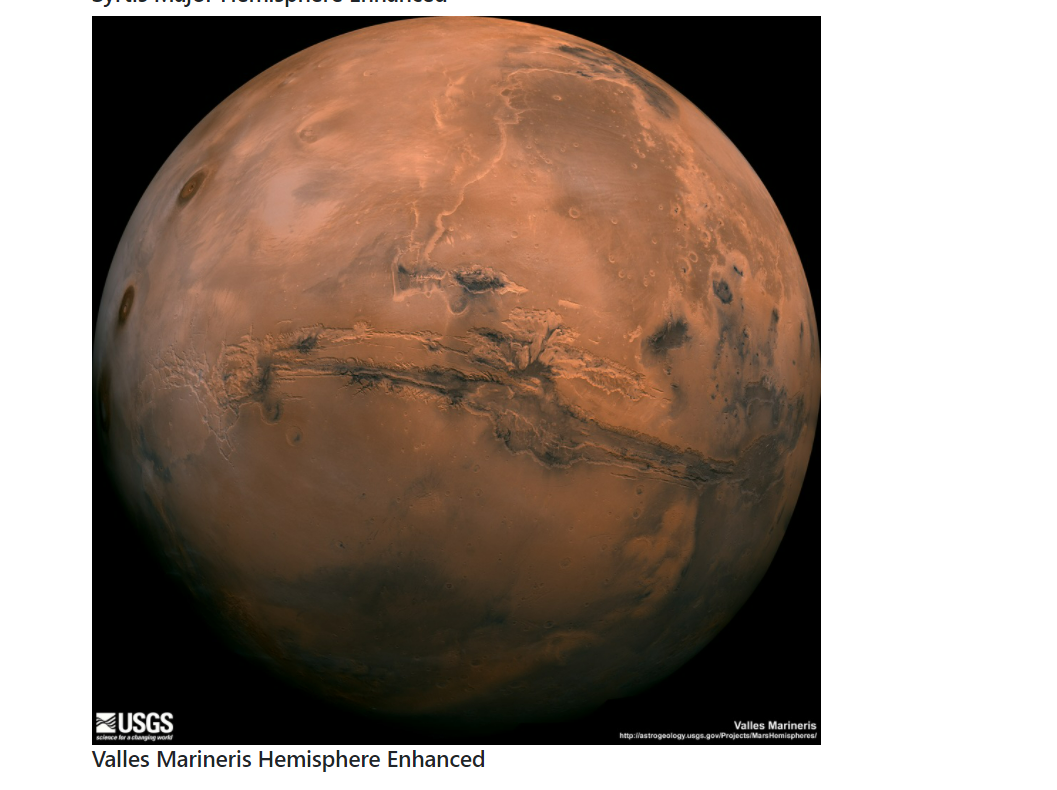 Syrtis Major Hemisphere Enhanced
USGS
science for a changing world
Valles Marineris
http://astrogeology.usgs.gov/Projects/MarsHemispheres/
Valles Marineris Hemisphere Enhanced